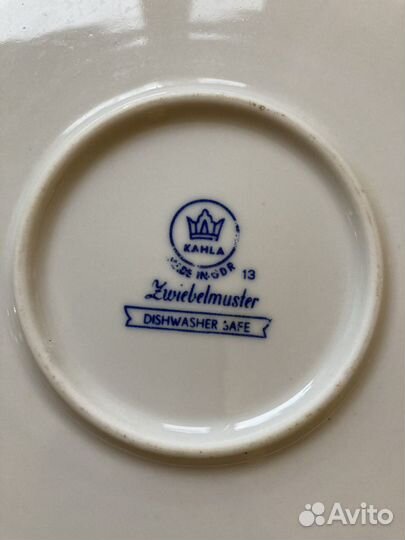 KAHLA
MADE IN GDR 13
Zwiebelmuster
DISHWASHER SAFE
Avito